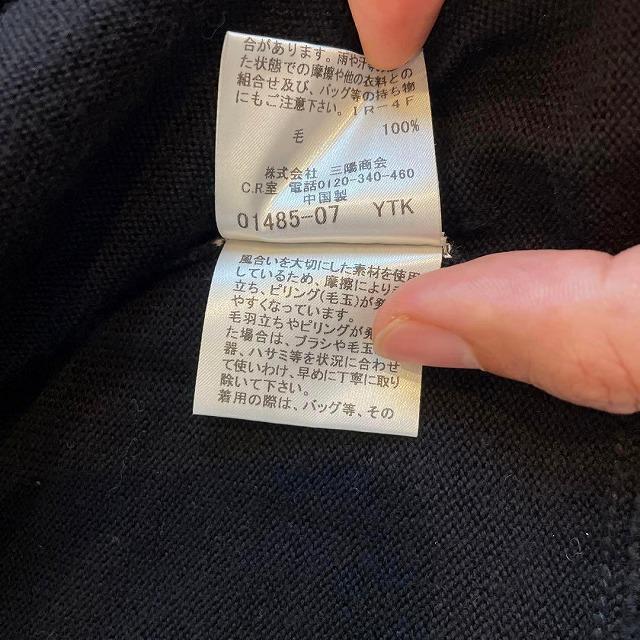 合があります。雨や汗
た状態での摩擦や他の衣料との
組合せ及び、バッグ等の持ち物
にもご注意下さい。1R-4F
毛 100%
株式会社 三陽商会
C.R室 電話0120-340-460
中国製
01485-07 YTK
風合いを大切にした素材を使用
しているため、摩擦により
立ち、ピリング(毛玉)が
やすくなっています。
毛羽立ちやピリングが
た場合は、ブラシや毛玉
器、ハサミ等を状況に合わせ
て使いわけ、早めに丁寧に取り
除いて下さい。
着用の際は、バッグ等、その